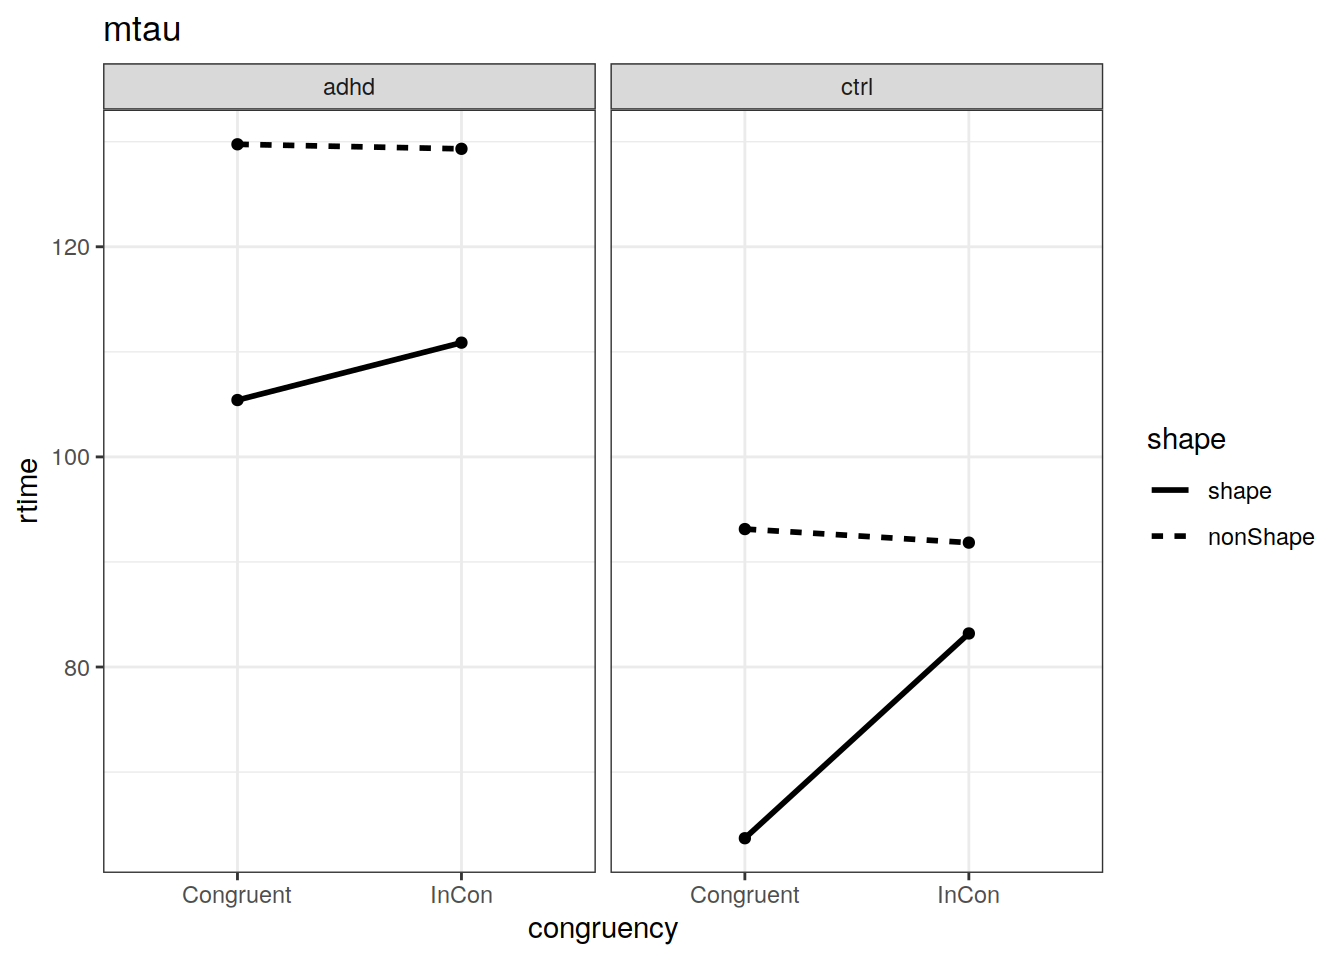 mtau
adhd
ctrl
120
100
80
rtime
Congruent
InCon
Congruent
InCon
congruency
shape
shape
nonShape